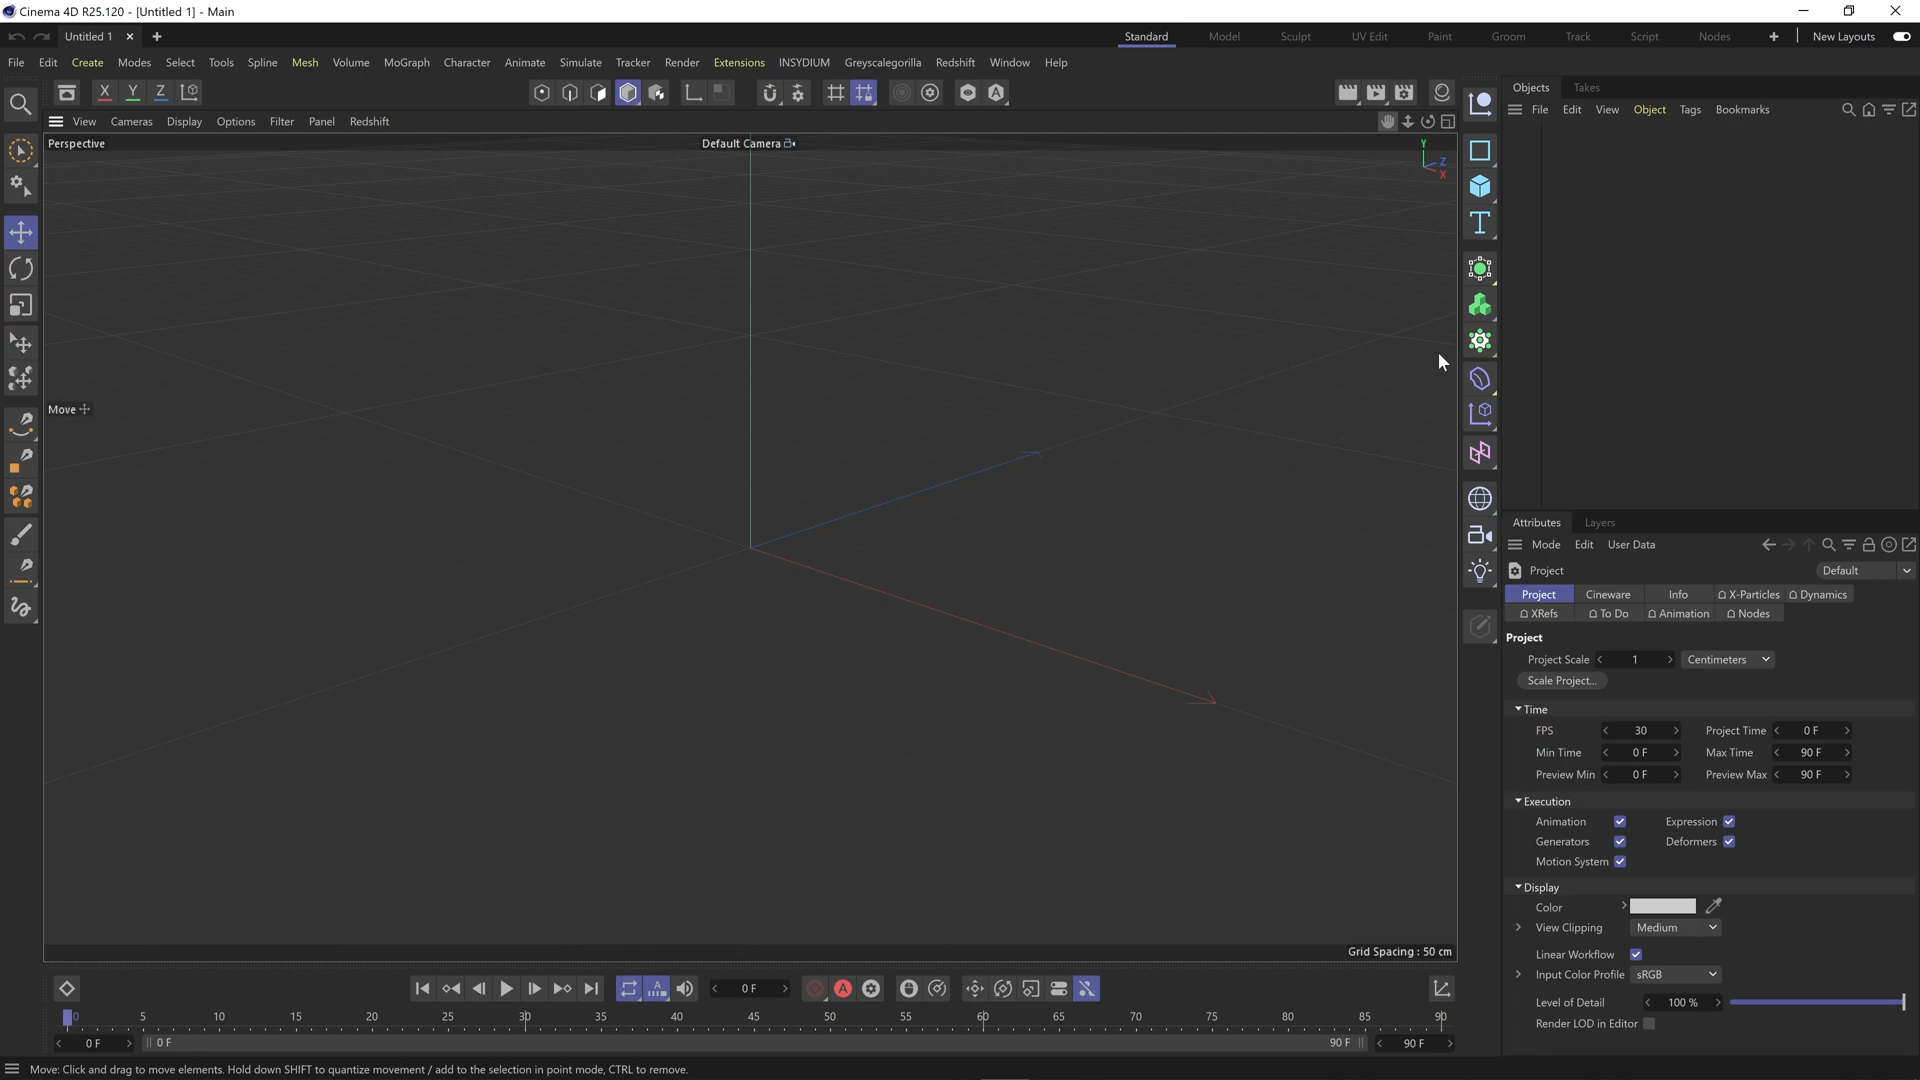 Cinema 4D R25.120 - [Untitled 1] - Main
Untitled 1
Standard Model Sculpt UV Edit Paint Groom Track Script Nodes New Layouts
File Edit Create Modes Select Tools Spline Mesh Volume MoGraph Character Animate Simulate Tracker Render Extensions INSYDIUM Greyscalegorilla Redshift Window Help
X Y Z
View Cameras Display Options Filter Panel Redshift
Perspective
Default Camera
Y
Z
X
Move
Grid Spacing : 50 cm
Objects Takes
File Edit View Object Tags Bookmarks
Attributes Layers
Mode Edit User Data
Project Default
Project Cineware Info X-Particles Dynamics
XRefs To Do Animation Nodes
Project
Project Scale 1 Centimeters
Scale Project...
Time
FPS 30 Project Time 0 F
Min Time 0 F Max Time 90 F
Preview Min 0 F Preview Max 90 F
Execution
Animation Expression
Generators Deformers
Motion System
Display
Color
View Clipping Medium
Linear Workflow
Input Color Profile sRGB
Level of Detail 100 %
Render LOD in Editor
0 F
0 5 10 15 20 25 30 35 40 45 50 55 60 65 70 75 80 85 90
0 F 0 F 90 F 90 F
Move: Click and drag to move elements. Hold down SHIFT to quantize movement / add to the selection in point mode, CTRL to remove.